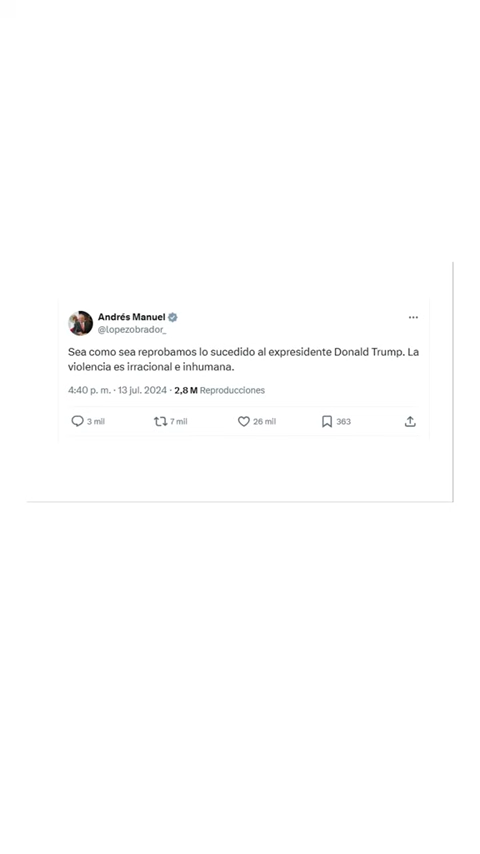 Andrés Manuel
@lopezobrador_
Sea como sea reprobamos lo sucedido al expresidente Donald Trump. La
violencia es irracional e inhumana.
4:40 p. m. · 13 jul. 2024 · 2,8 M Reproducciones
3 mil 7 mil 26 mil 363